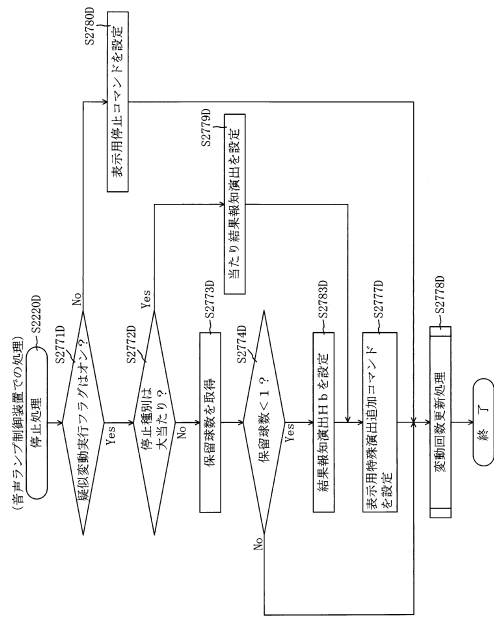 (音声ランプ制御装置での処理)
停止処理
S2220D
疑似変動実行フラグはオン?
S2771D
No
Yes
表示用停止コマンドを設定
S2780D
停止種別は
大当たり?
S2772D
Yes
No
当たり結果報知演出を設定
S2779D
保留球数を取得
S2773D
保留球数<1?
S2774D
No
Yes
結果報知演出Hbを設定
S2783D
表示用特殊演出追加コマンド
を設定
S2777D
変動回数更新処理
S2778D
終 了